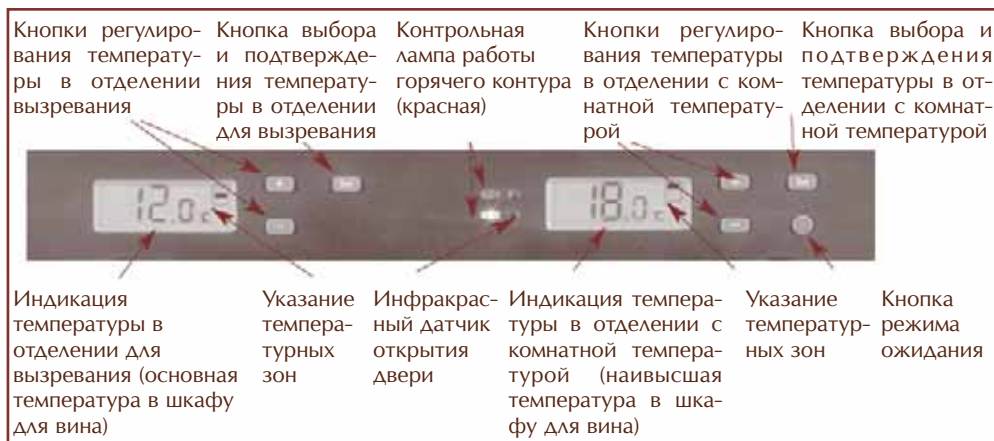 Кнопки регулиро-
вания температу-
ры в отделении
вызревания
Кнопка выбора
и подтвержде-
ния температу-
ры в отделении
для вызревания
Контрольная
лампа работы
горячего контура
(красная)
Кнопки регулиро-
вания температуры
в отделении с ком-
натной температу-
рой
Кнопка выбора и
подтверждения
температуры в от-
делении с комнат-
ной температурой
12.0 c
18.0 c
Индикация
температуры в
отделении для
вызревания (основная
температура в шкафу
для вина)
Указание
темпера-
турных
зон
Инфракрас-
ный датчик
открытия
двери
Индикация темпера-
туры в отделении с
комнатной темпера-
турой (наивысшая
температура в шка-
фу для вина)
Указание
температур-
ных зон
Кнопка
режима
ожидания